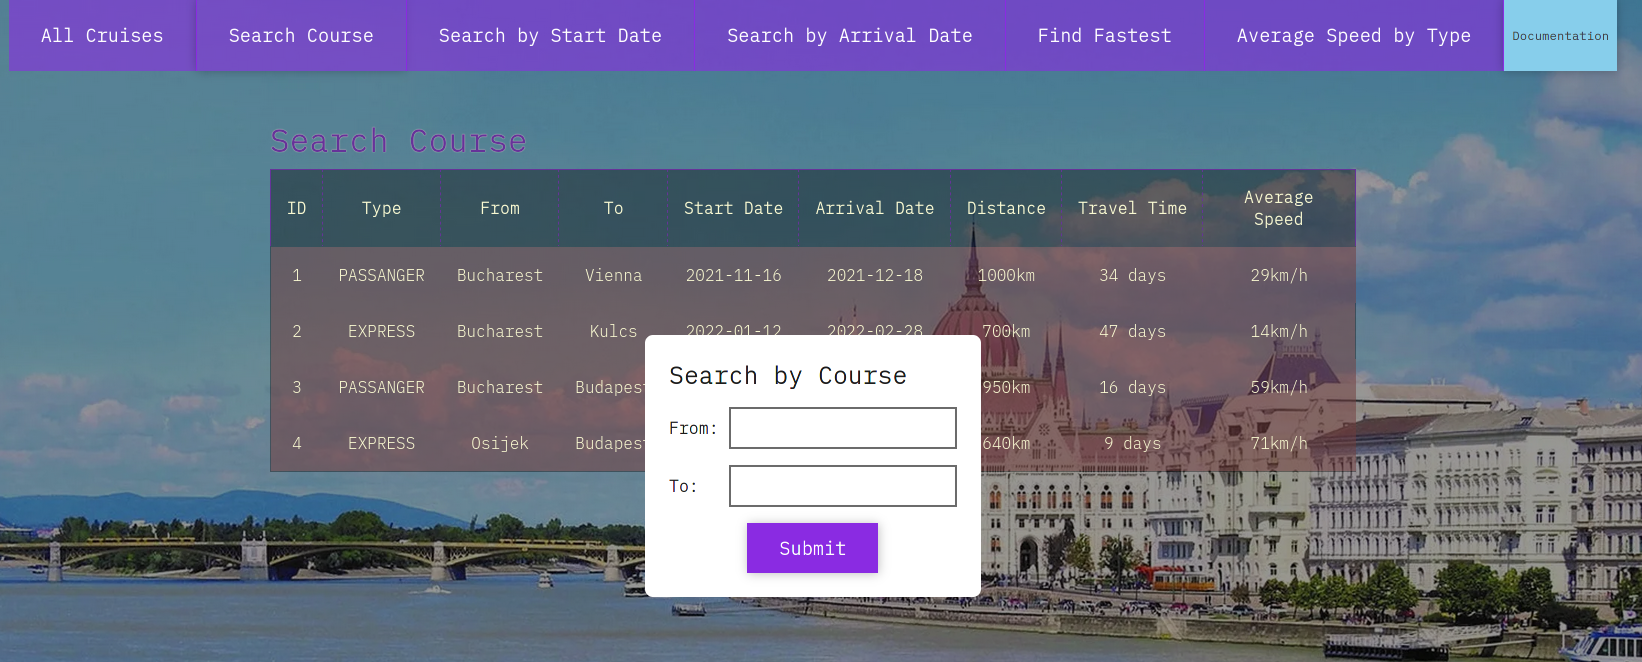 All Cruises Search Course Search by Start Date Search by Arrival Date Find Fastest Average Speed by Type Documentation
Search Course
ID Type From To Start Date Arrival Date Distance Travel Time Average Speed
1 PASSANGER Bucharest Vienna 2021-11-16 2021-12-18 1000km 34 days 29km/h
2 EXPRESS Bucharest Kulcs 2022-01-12 2022-02-28 700km 47 days 14km/h
3 PASSANGER Bucharest Budapest 950km 16 days 59km/h
4 EXPRESS Osijek Budapest 640km 9 days 71km/h
Search by Course
From:
To:
Submit